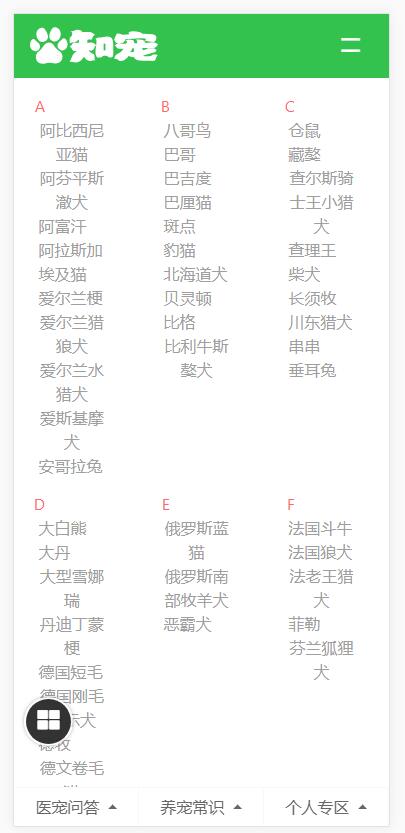 知宠
A
阿比西尼
亚猫
阿芬平斯
澈犬
阿富汗
阿拉斯加
埃及猫
爱尔兰梗
爱尔兰猎
狼犬
爱尔兰水
猎犬
爱斯基摩
犬
安哥拉兔
B
八哥鸟
巴哥
巴吉度
巴厘猫
斑点
豹猫
北海道犬
贝灵顿
比格
比利牛斯
獒犬
C
仓鼠
藏獒
查尔斯骑
士王小猎
犬
查理王
柴犬
长须牧
川东猎犬
串串
垂耳兔
D
大白熊
大丹
大型雪娜
瑞
丹迪丁蒙
梗
德国短毛
德国刚毛
示犬
德牧
德文卷毛
E
俄罗斯蓝
猫
俄罗斯南
部牧羊犬
恶霸犬
F
法国斗牛
法国狼犬
法老王猎
犬
菲勒
芬兰狐狸
犬
医宠问答
养宠常识
个人专区